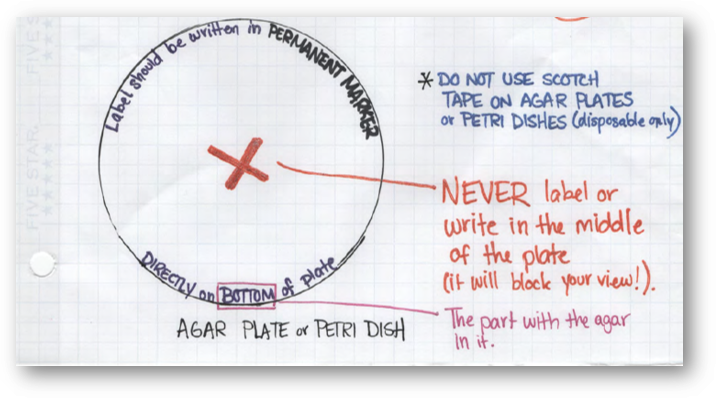 Label should be written in PERMANENT MARKER
DIRECTLY on BOTTOM of plate
AGAR PLATE or PETRI DISH
* DO NOT USE SCOTCH
TAPE ON AGAR PLATES
or PETRI DISHES (disposable only)
NEVER label or
write in the middle
of the plate
(it will block your view!).
The part with the agar
in it.
FIVE STAR.
FIVE STAR